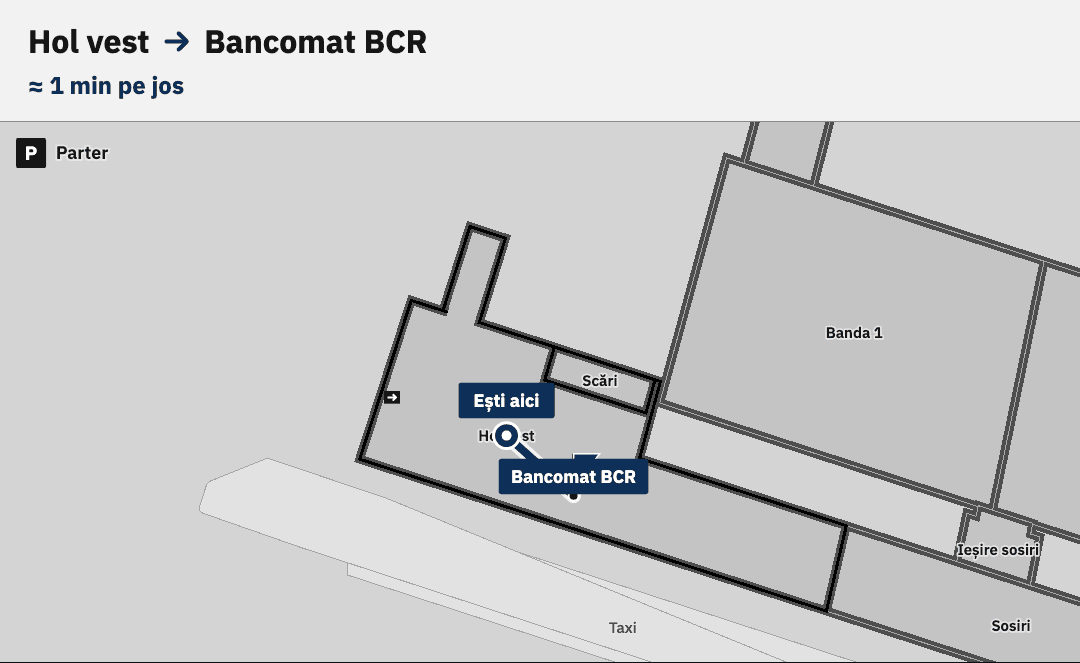 Hol vest → Bancomat BCR
≈ 1 min pe jos
P Parter
Banda 1
Scări
Ești aici
Bancomat BCR
Ieșire sosiri
Sosiri
Taxi